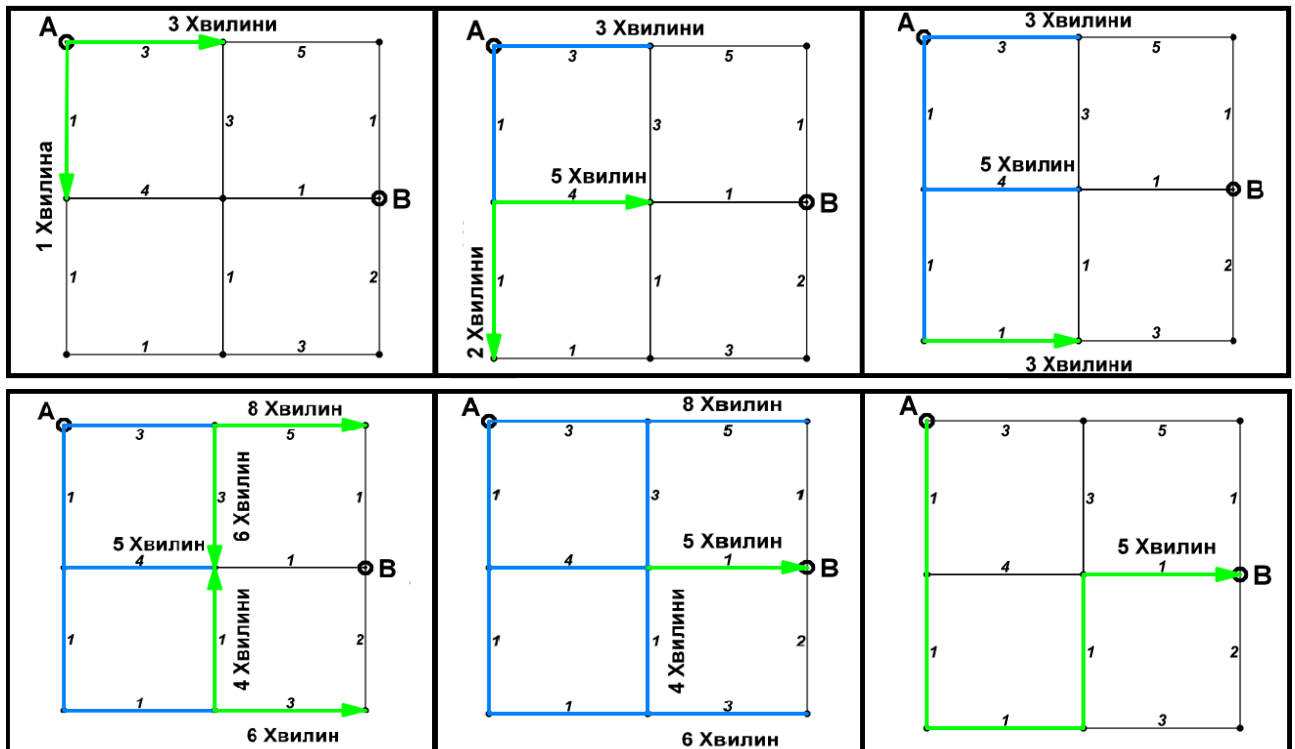 A 3 Хвилини
3 5
1 3 1
4 1 B
1 Хвилина
1 1 2
1 3
A 3 Хвилини
3 5
1 3 1
5 Хвилин
4 1 B
2 Хвилини
1 1 2
1 3
A 3 Хвилини
3 5
1 3 1
5 Хвилин
4 1 B
1 1 2
1 3
3 Хвилини
A 8 Хвилин
3 5
1 3 6 Хвилин 1
5 Хвилин
4 1 B
1 1 4 Хвилини 2
1 3
6 Хвилин
A 8 Хвилин
3 5
1 3 1
5 Хвилин
4 1 B
1 4 Хвилини 1 2
1 3
6 Хвилин
A
3 5
1 3 1
5 Хвилин
4 1 B
1 1 2
1 3